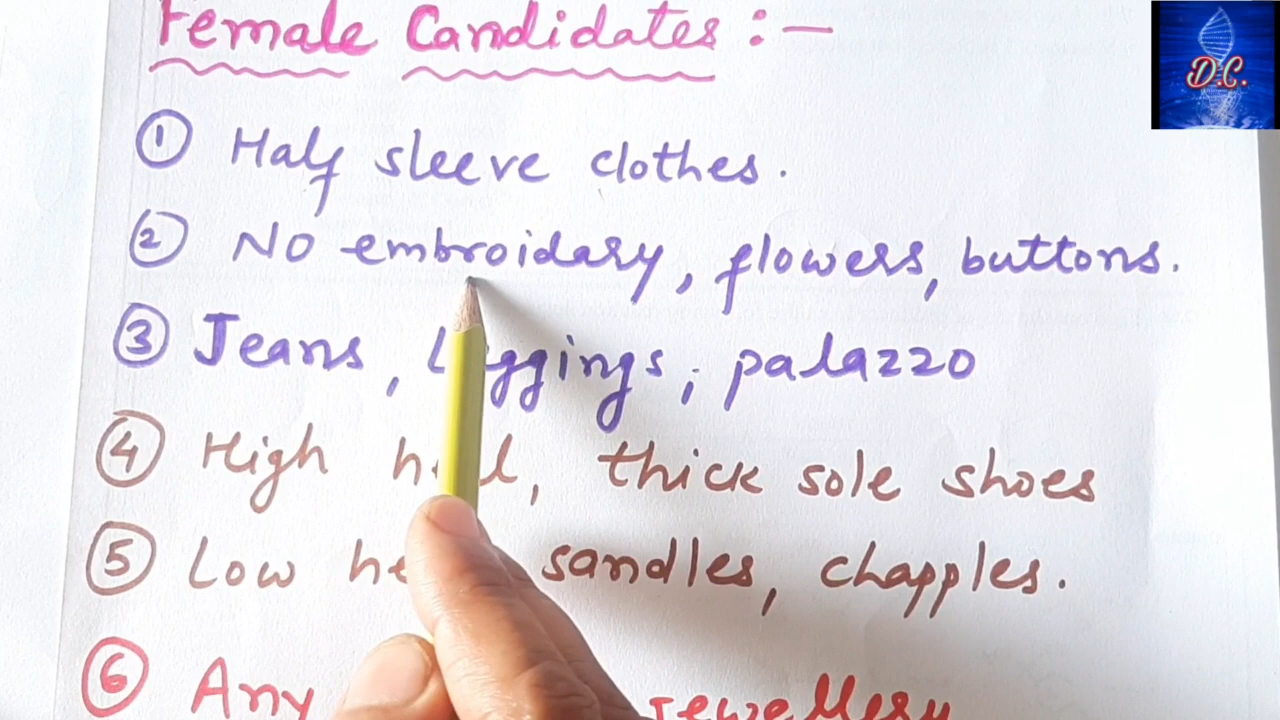 Female Candidates :-
D.C.
① Half sleeve clothes.
② No embroidary, flowers, buttons.
③ Jeans, , palazzo
④ High , thick sole shoes
⑤ Low sandles, chapples.
⑥ Any Jewellery